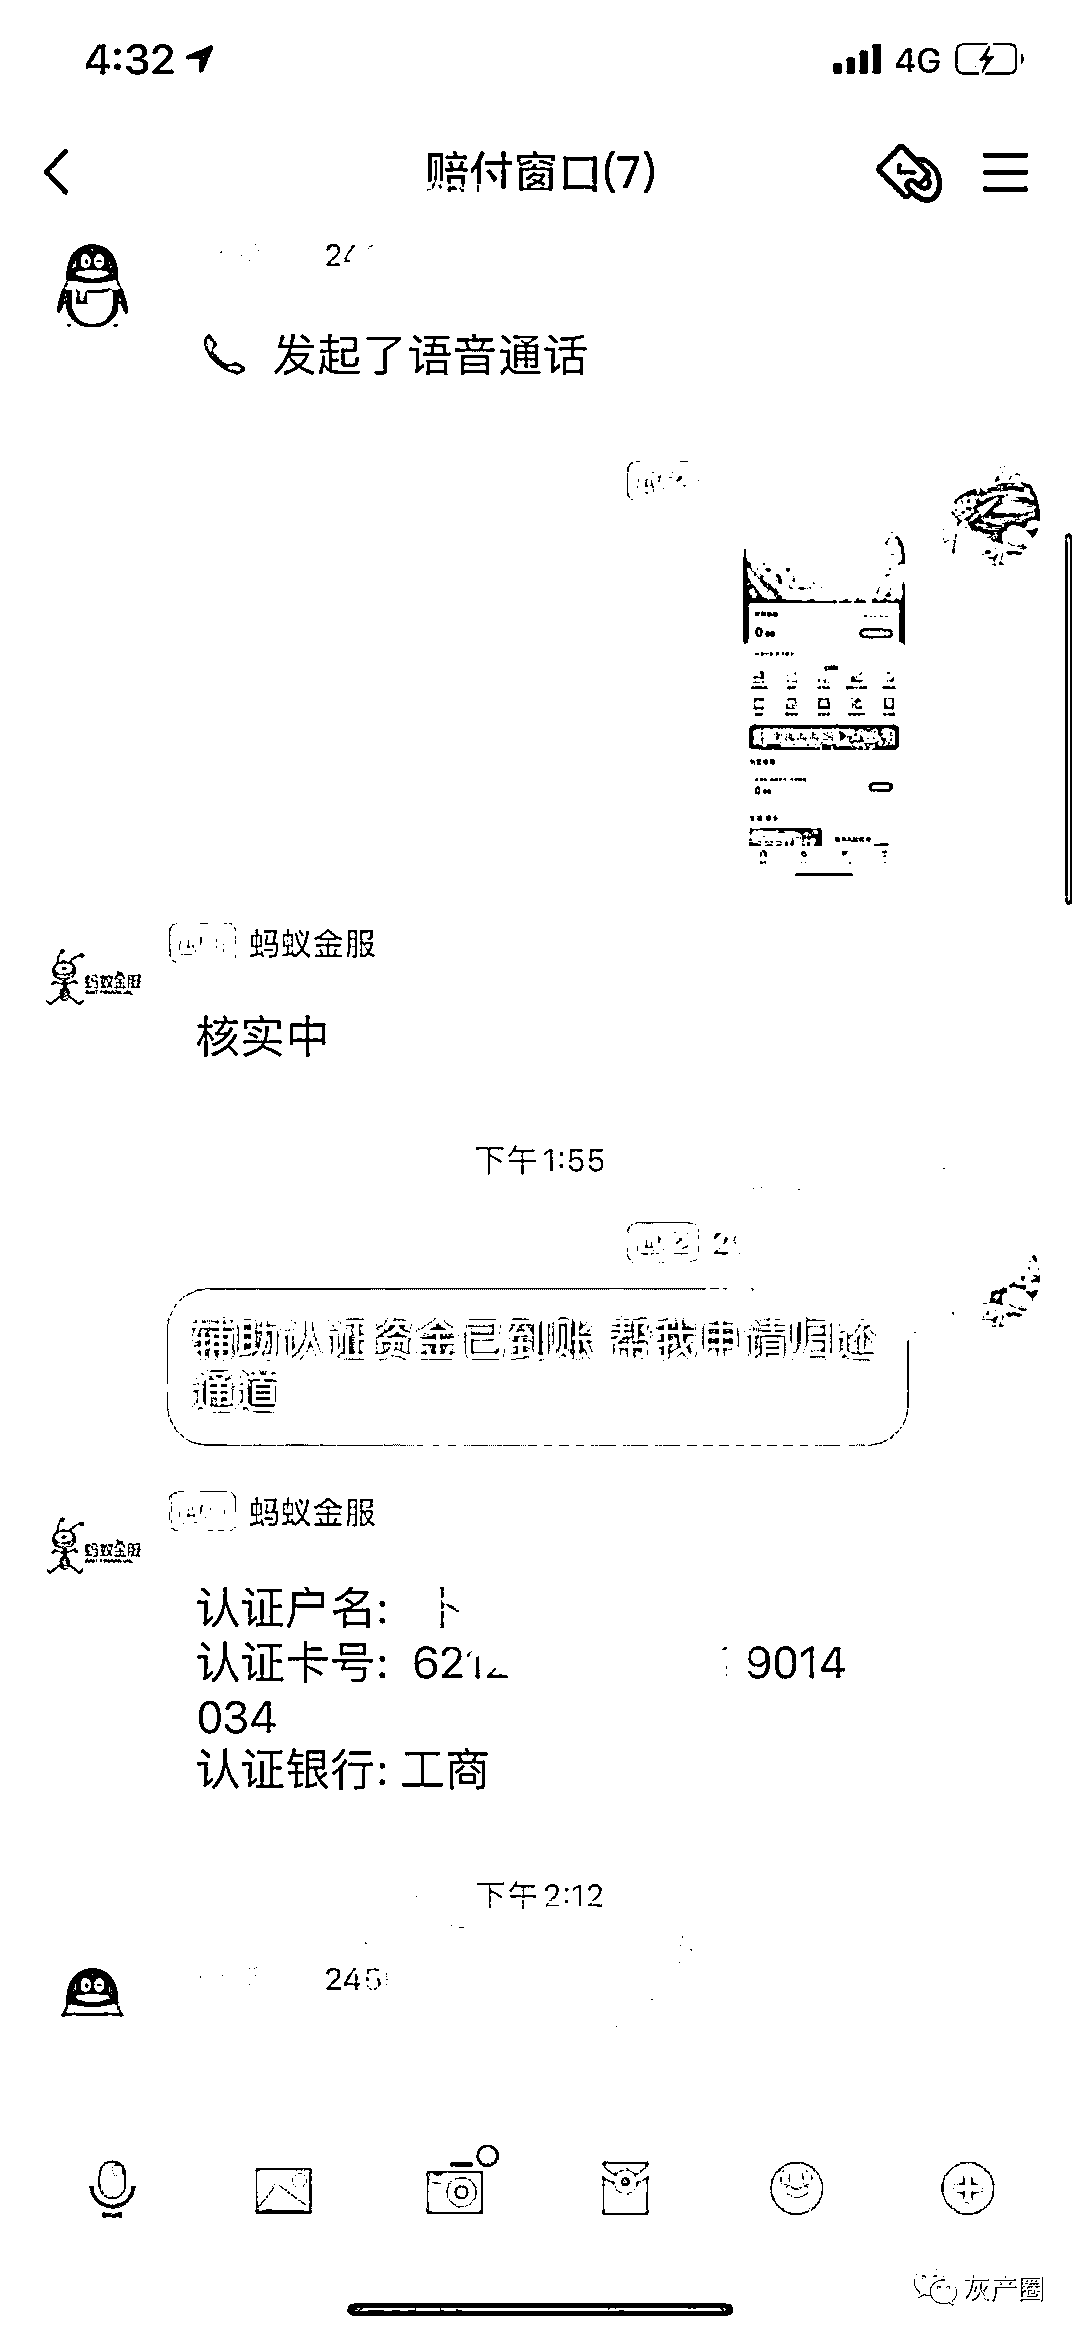 4:32
4G
赔付窗口(7)
24
发起了语音通话
蚂蚁金服
蚂蚁金服
核实中
下午1:55
辅助认证资金已到账 帮我申请归还
通道
蚂蚁金服
蚂蚁金服
认证户名:
认证卡号: 6212 9014
034
认证银行: 工商
下午2:12
245
灰产圈